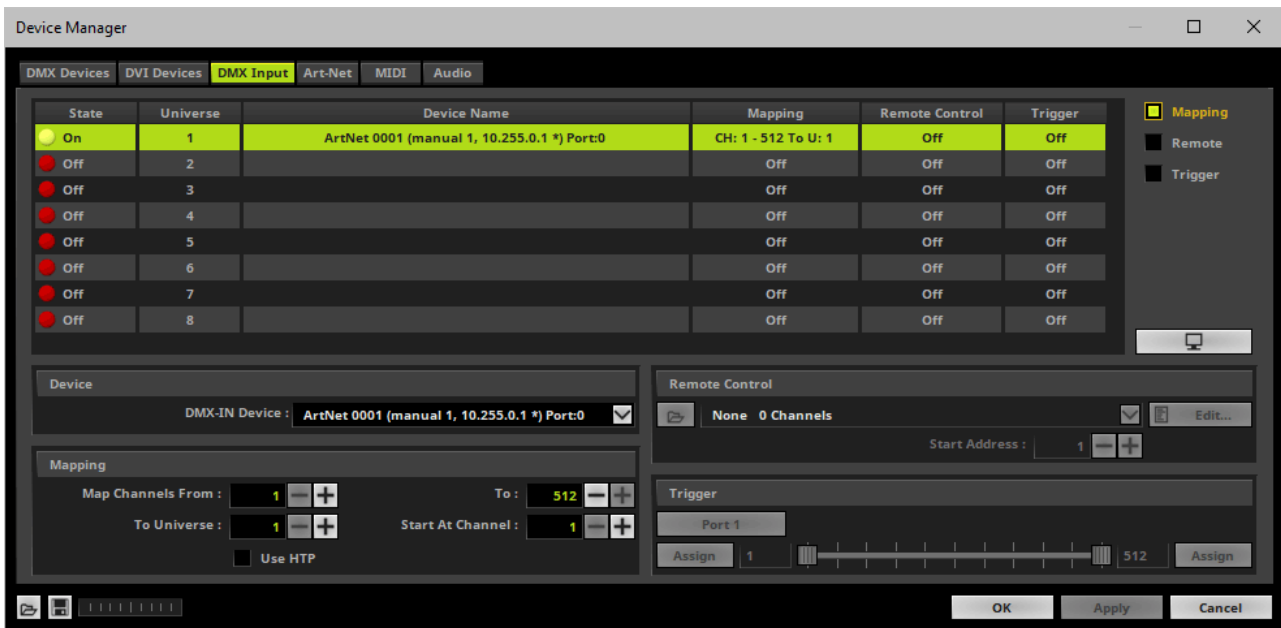 Device Manager
DMX Devices DVI Devices DMX Input Art-Net MIDI Audio
State Universe Device Name Mapping Remote Control Trigger
On 1 ArtNet 0001 (manual 1, 10.255.0.1 *) Port:0 CH: 1 - 512 To U: 1 Off Off
Off 2 Off Off Off
Off 3 Off Off Off
Off 4 Off Off Off
Off 5 Off Off Off
Off 6 Off Off Off
Off 7 Off Off Off
Off 8 Off Off Off
Mapping
Remote
Trigger
Device
DMX-IN Device : ArtNet 0001 (manual 1, 10.255.0.1 *) Port:0
Mapping
Map Channels From : 1 To : 512
To Universe : 1 Start At Channel : 1
Use HTP
Remote Control
None 0 Channels Edit...
Start Address : 1
Trigger
Port 1
Assign 1 512 Assign
OK Apply Cancel